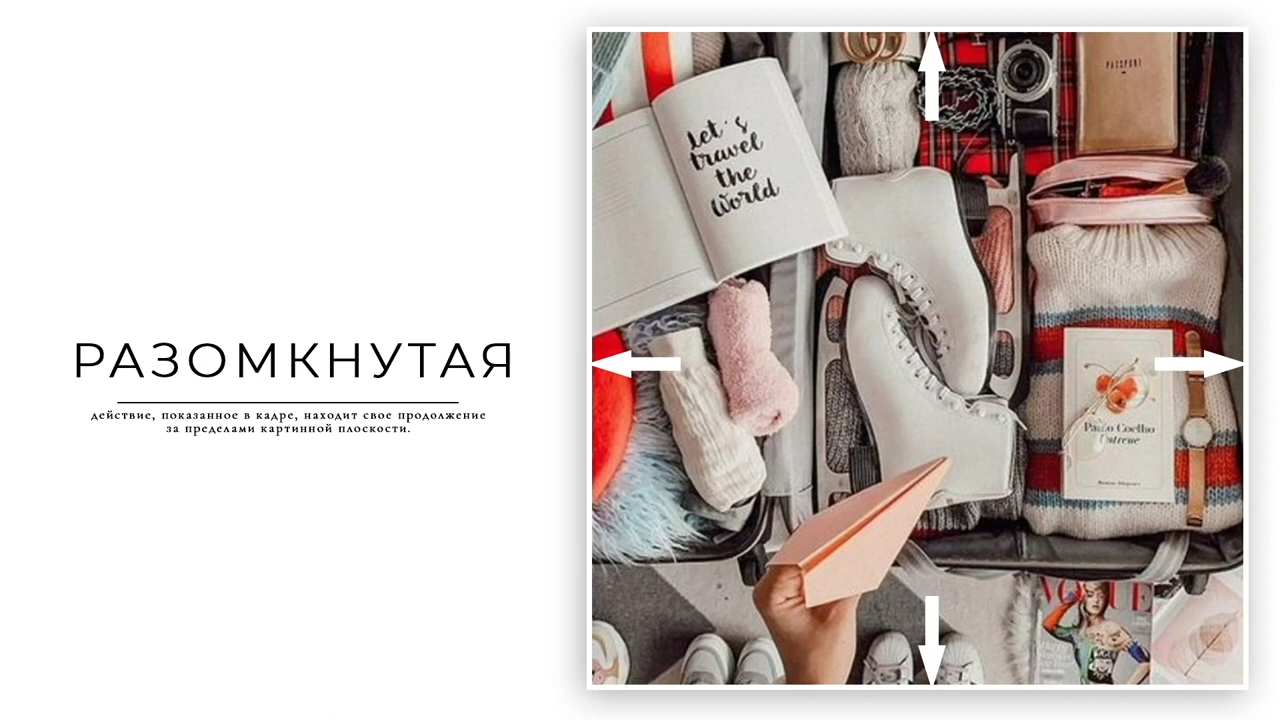 РАЗОМКНУТАЯ
действие, показанное в кадре, находит свое продолжение
за пределами картинной плоскости.
let's
travel
the
World
PASSPORT
Paulo Coelho
Untreue
VOGUE